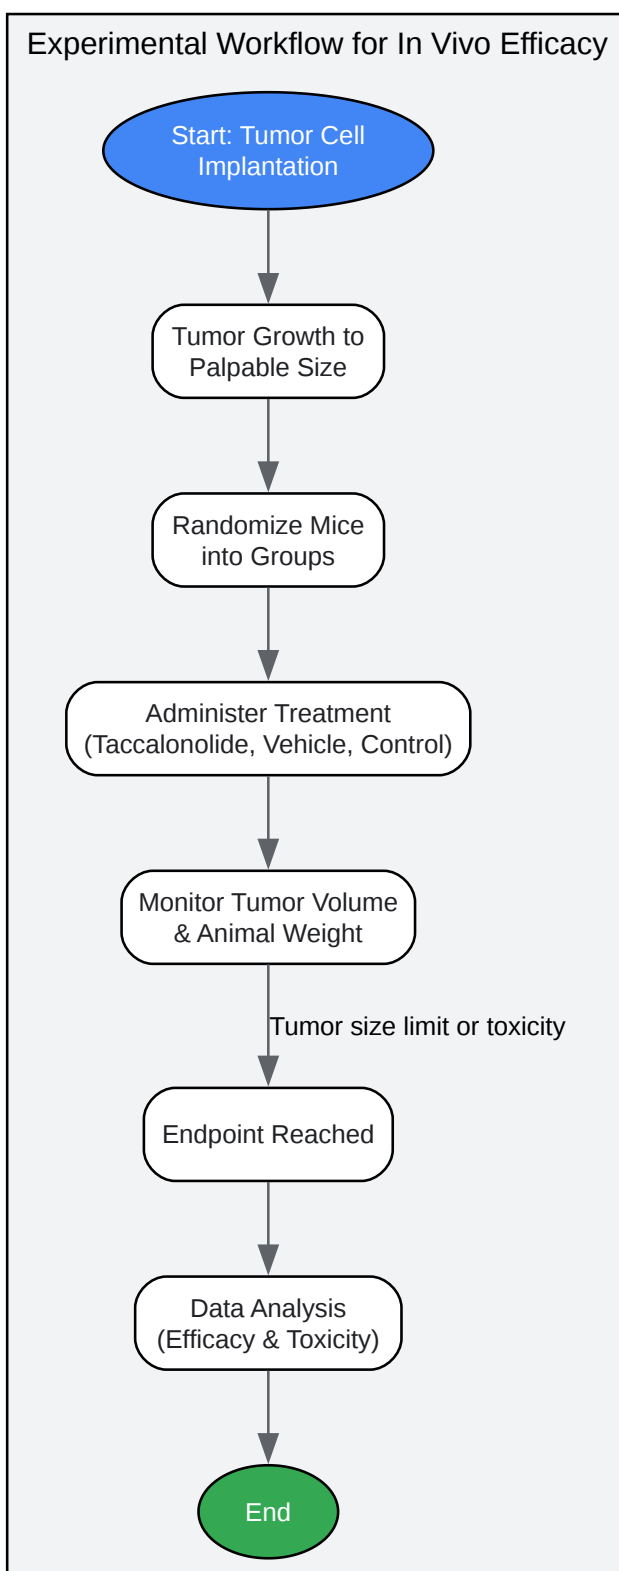 Experimental Workflow for In Vivo Efficacy
Start: Tumor Cell
Implantation
Tumor Growth to
Palpable Size
Randomize Mice
into Groups
Administer Treatment
(Taccalonolide, Vehicle, Control)
Monitor Tumor Volume
& Animal Weight
Tumor size limit or toxicity
Endpoint Reached
Data Analysis
(Efficacy & Toxicity)
End